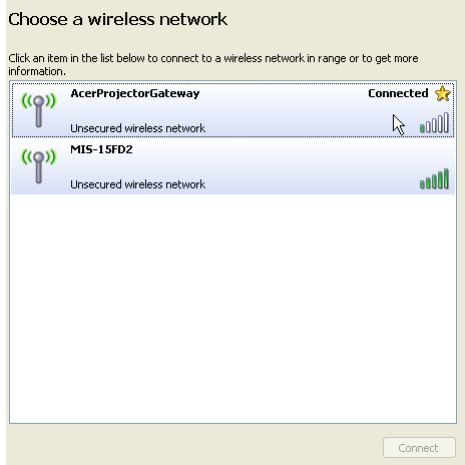 Choose a wireless network
Click an item in the list below to connect to a wireless network in range or to get more
information.
AcerProjectorGateway
Connected
Unsecured wireless network
MIS-15FD2
Unsecured wireless network
Connect